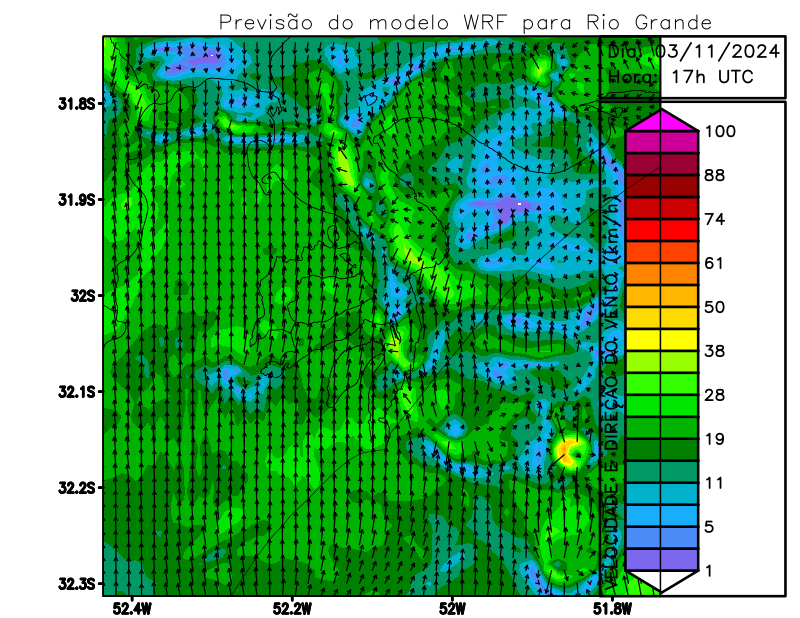 Previsão do modelo WRF para Rio Grande
Dia: 03/11/2024
Hora: 17h UTC
31.8S
31.9S
32S
32.1S
32.2S
32.3S
52.4W
52.2W
52W
51.8W
VELOCIDADE E DIREÇÃO DO VENTO (km/h)
100
88
74
61
50
38
28
19
11
5
1